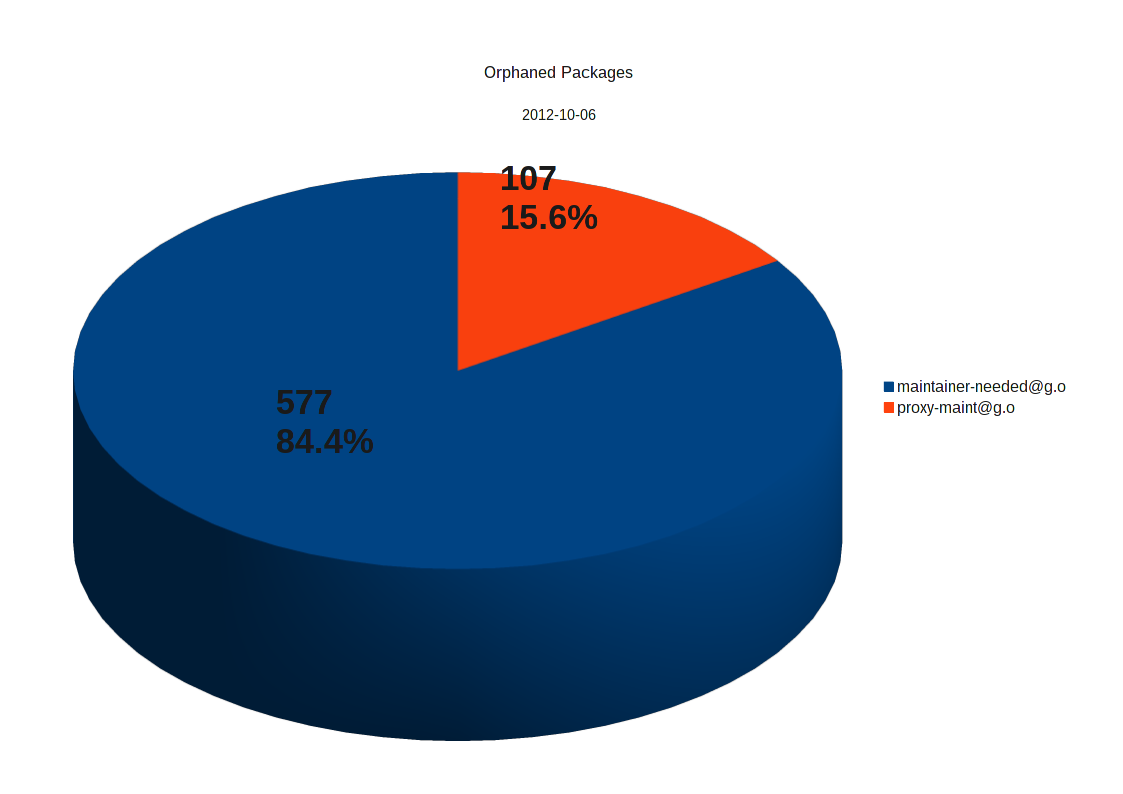 Orphaned Packages
2012-10-06
107
15.6%
577
84.4%
maintainer-needed@g.o
proxy-maint@g.o